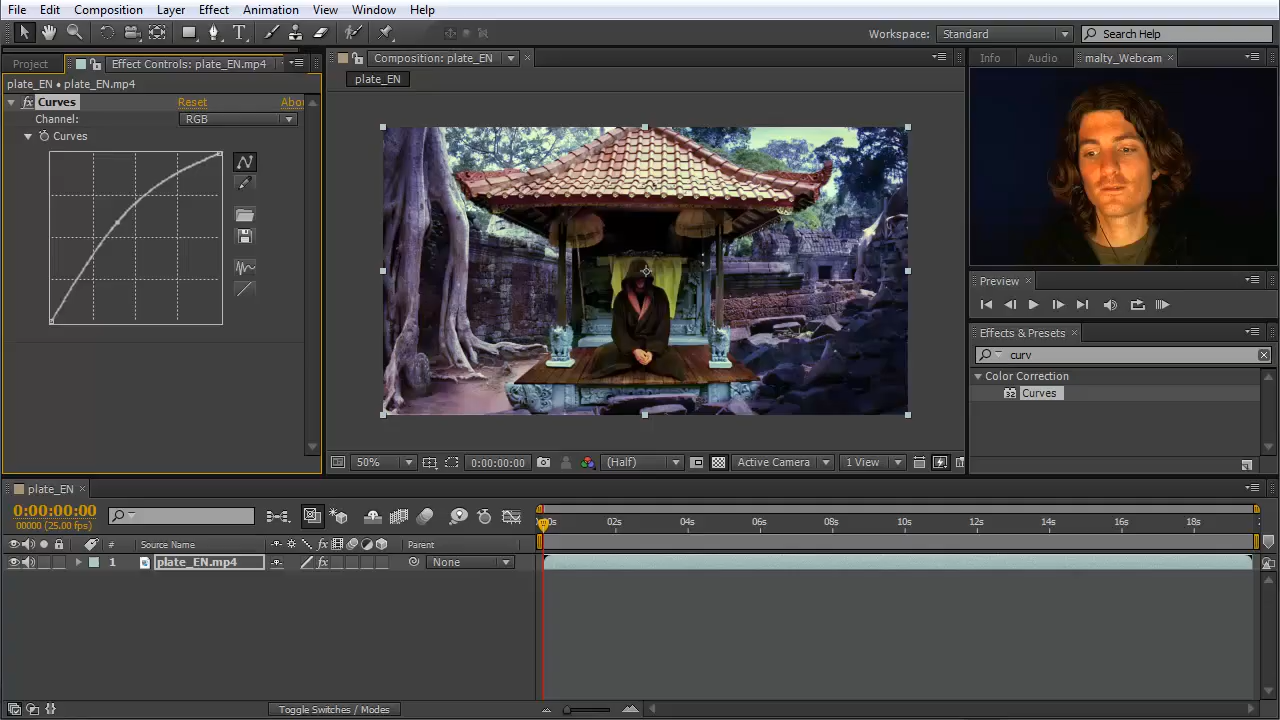 File Edit Composition Layer Effect Animation View Window Help
Workspace: Standard Search Help
Project Effect Controls: plate_EN.mp4
Composition: plate_EN
Info Audio malty_Webcam
plate_EN • plate_EN.mp4
plate_EN
Curves Reset Abo
Channel: RGB
Curves
Preview
Effects & Presets
curv
Color Correction
32 Curves
50% 0:00:00:00 (Half) Active Camera 1 View
plate_EN
0:00:00:00
00000 (25.00 fps)
00s 02s 04s 06s 08s 10s 12s 14s 16s 18s
# Source Name fx Parent
1 plate_EN.mp4 fx None
Toggle Switches / Modes